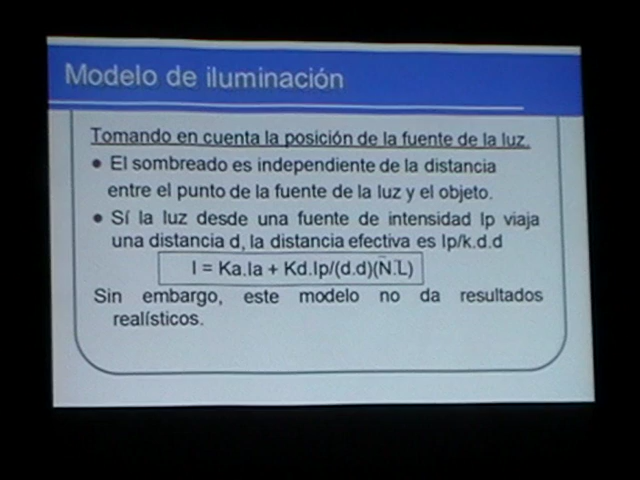 Modelo de iluminación
Tomando en cuenta la posición de la fuente de la luz.
• El sombreado es independiente de la distancia
entre el punto de la fuente de la luz y el objeto.
• Sí la luz desde una fuente de intensidad Ip viaja
una distancia d, la distancia efectiva es Ip/k.d.d
I = Ka.Ia + Kd.Ip/(d.d)(N̅.L̅)
Sin embargo, este modelo no da resultados
realísticos.